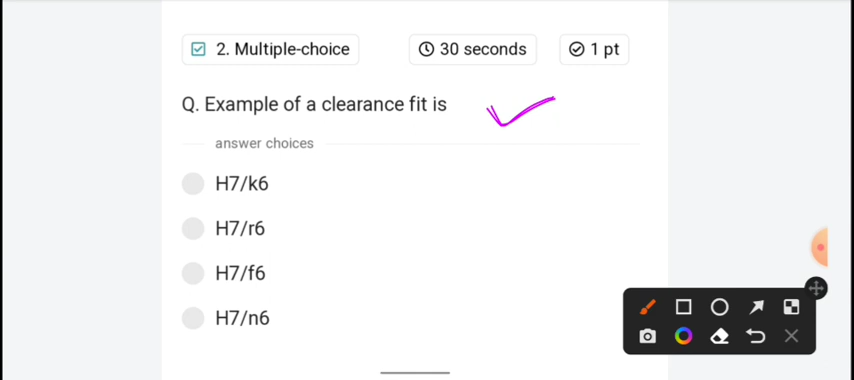 2. Multiple-choice 30 seconds 1 pt
Q. Example of a clearance fit is
answer choices
H7/k6
H7/r6
H7/f6
H7/n6